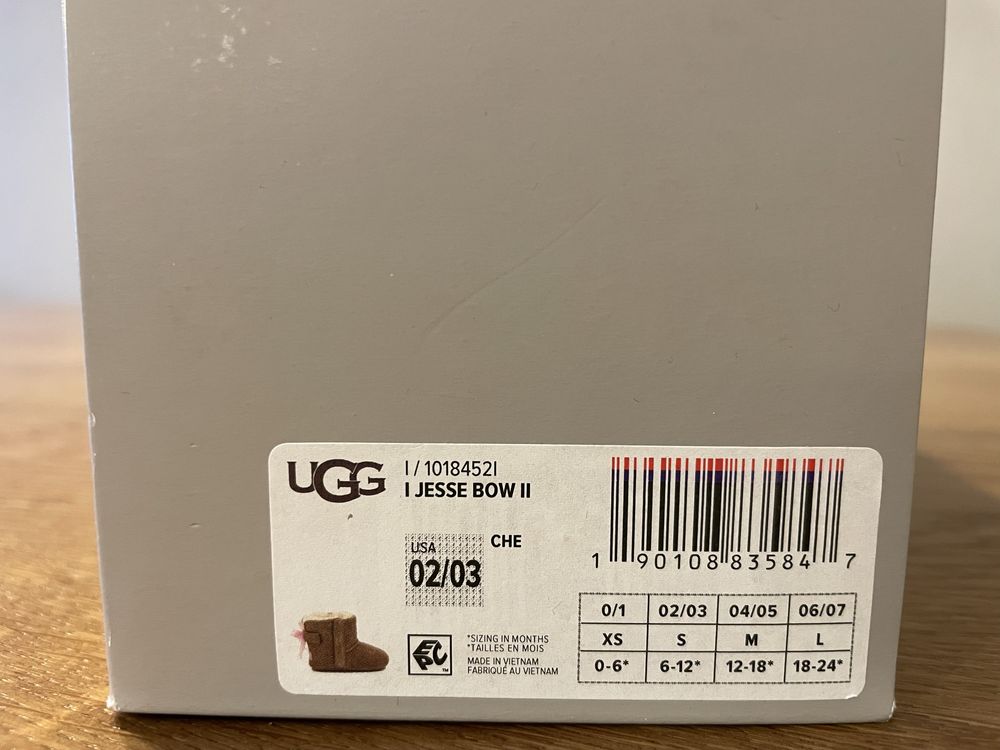 UGG
I / 1018452I
I JESSE BOW II
USA
02/03
CHE
1 90108 83584 7
0/1 02/03 04/05 06/07
XS S M L
0-6* 6-12* 12-18* 18-24*
EPC™
*SIZING IN MONTHS
*TAILLES EN MOIS
MADE IN VIETNAM
FABRIQUÉ AU VIETNAM